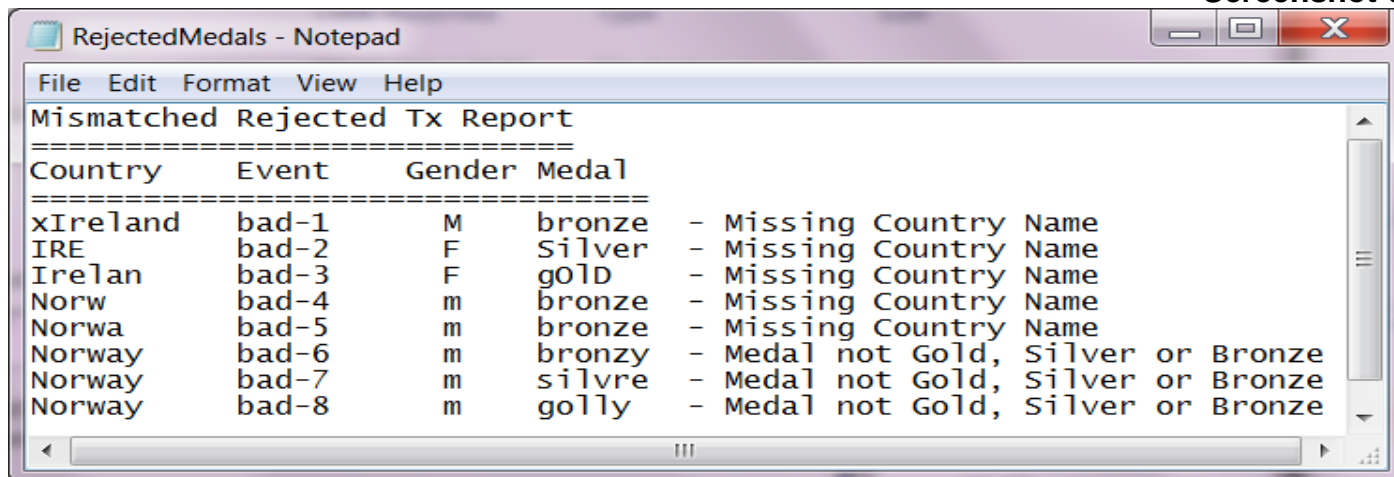 RejectedMedals - Notepad
File Edit Format View Help
Mismatched Rejected Tx Report
===============================
Country Event Gender Medal
===================================
xIreland bad-1 M bronze - Missing Country Name
IRE bad-2 F Silver - Missing Country Name
Irelan bad-3 F gOlD - Missing Country Name
Norw bad-4 m bronze - Missing Country Name
Norwa bad-5 m bronze - Missing Country Name
Norway bad-6 m bronzy - Medal not Gold, Silver or Bronze
Norway bad-7 m silvre - Medal not Gold, Silver or Bronze
Norway bad-8 m golly - Medal not Gold, Silver or Bronze